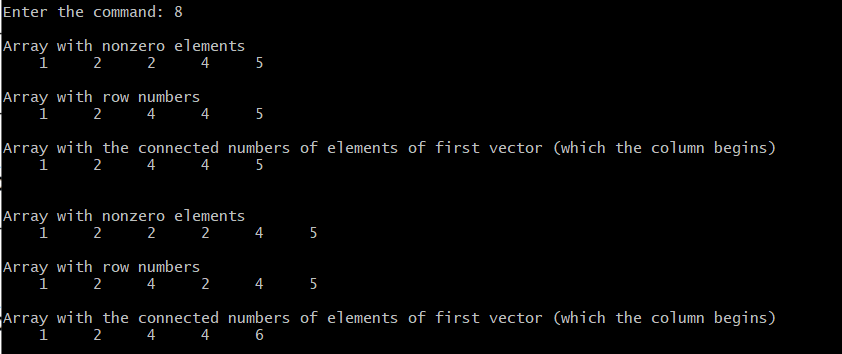 Enter the command: 8
Array with nonzero elements
1 2 2 4 5
Array with row numbers
1 2 4 4 5
Array with the connected numbers of elements of first vector (which the column begins)
1 2 4 4 5
Array with nonzero elements
1 2 2 2 4 5
Array with row numbers
1 2 4 2 4 5
Array with the connected numbers of elements of first vector (which the column begins)
1 2 4 4 6